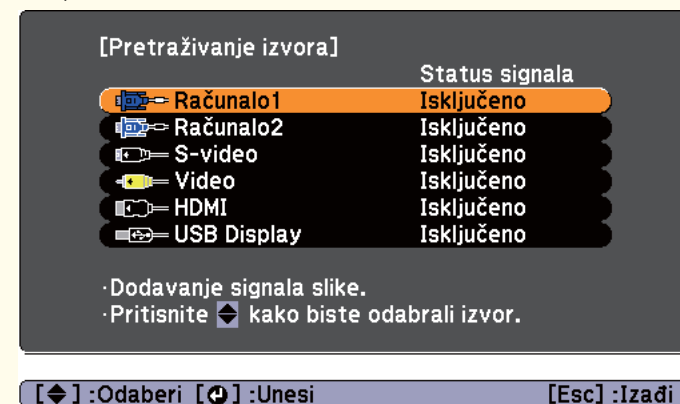 [Pretraživanje izvora]
Status signala
Računalo1 Isključeno
Računalo2 Isključeno
S-video Isključeno
Video Isključeno
HDMI Isključeno
USB Display Isključeno
·Dodavanje signala slike.
·Pritisnite kako biste odabrali izvor.
[ ] :Odaberi [ ] :Unesi [Esc] :Izađi